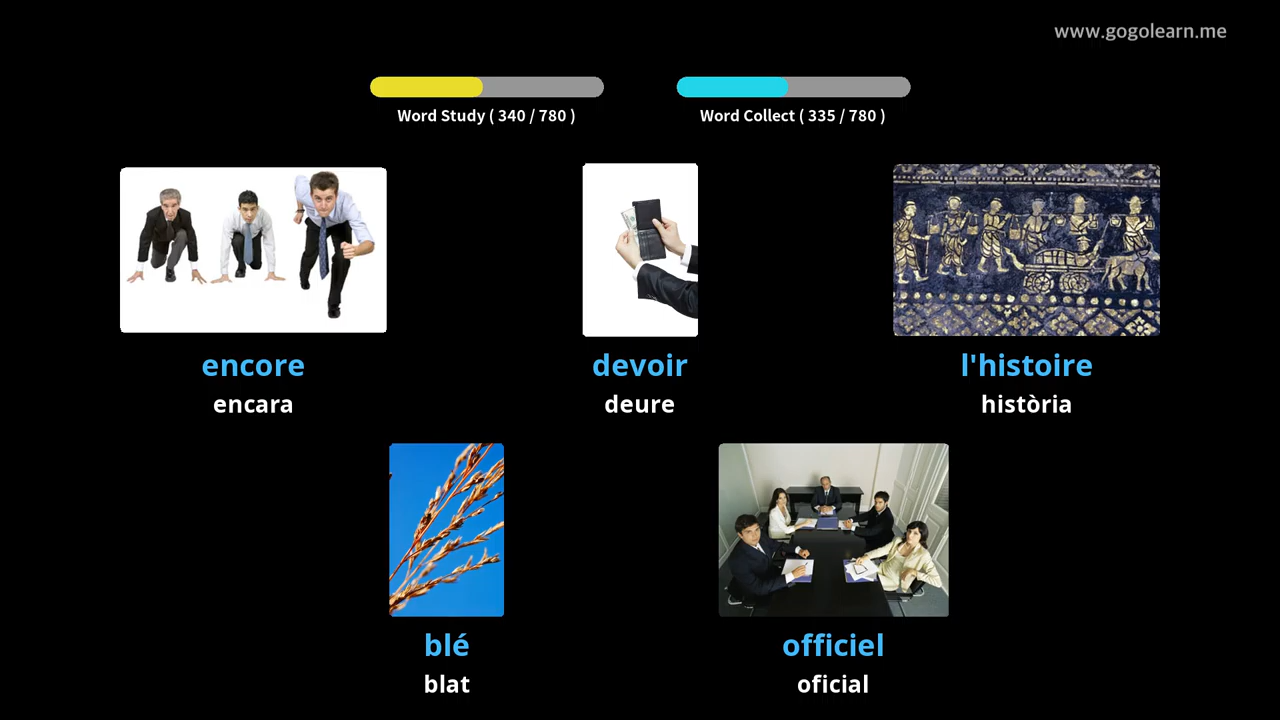 www.gogolearn.me
Word Study ( 340 / 780 )
Word Collect ( 335 / 780 )
encore
encara
devoir
deure
l'histoire
història
blé
blat
officiel
oficial